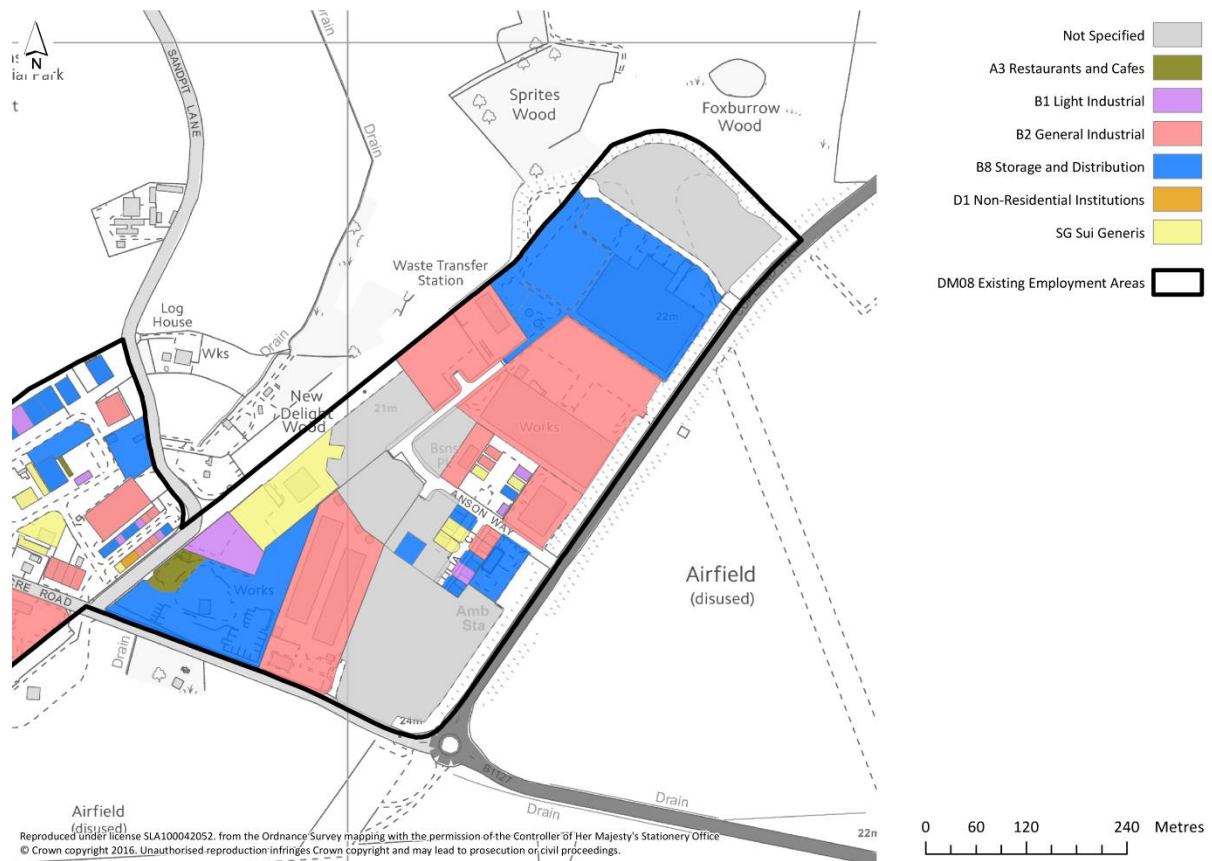 N
ial Park
SANDPIT LANE
Drain
Sprites
Wood
Foxburrow
Wood
Waste Transfer
Station
Log
House
Wks
Drain
New
Delight
Wood
21m
22m
Works
Bsns
Pk
ANSON WAY
Works
Amb
Sta
ERE ROAD
Drain
24m
B1127
Airfield
(disused)
Airfield
(disused)
Drain
Drain
22m
Not Specified
A3 Restaurants and Cafes
B1 Light Industrial
B2 General Industrial
B8 Storage and Distribution
D1 Non-Residential Institutions
SG Sui Generis
DM08 Existing Employment Areas
0 60 120 240 Metres
Reproduced under license SLA100042052. from the Ordnance Survey mapping with the permission of the Controller of Her Majesty's Stationery Office
© Crown copyright 2016. Unauthorised reproduction infringes Crown copyright and may lead to prosecution or civil proceedings.